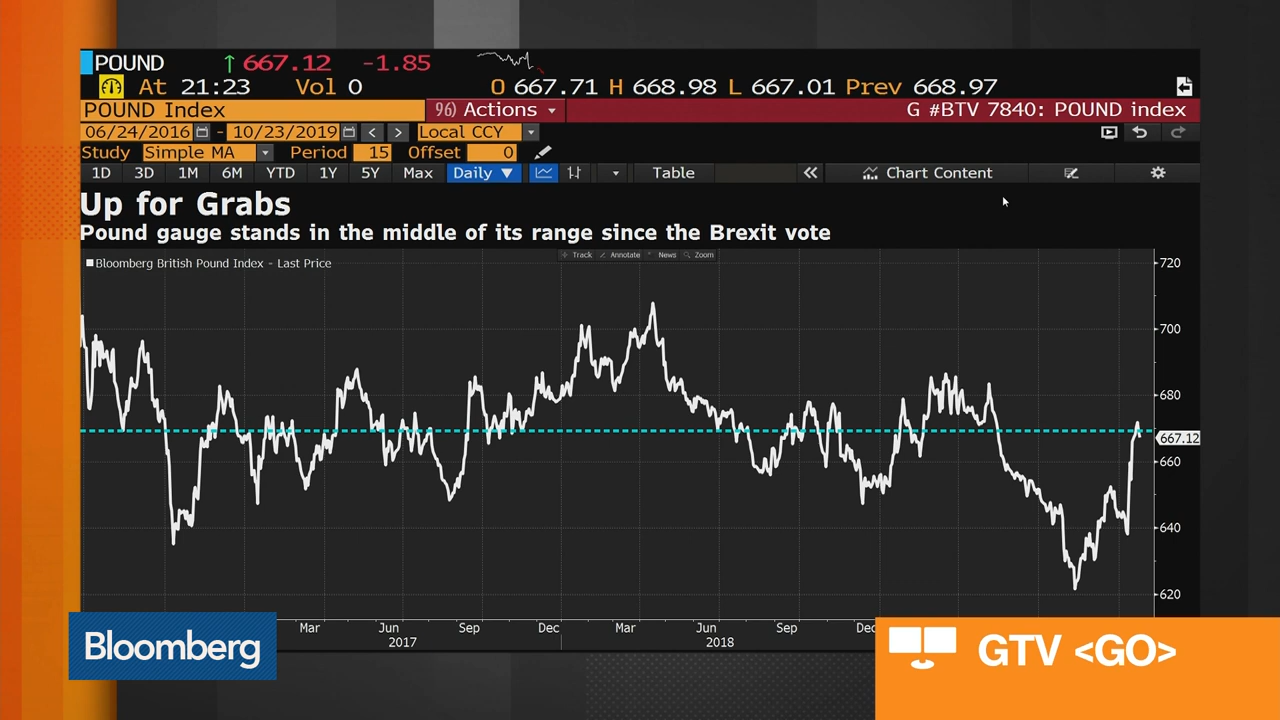 POUND ↑ 667.12 -1.85
At 21:23 Vol 0 O 667.71 H 668.98 L 667.01 Prev 668.97
POUND Index 96) Actions G #BTV 7840: POUND index
06/24/2016 - 10/23/2019 < > Local CCY
Study Simple MA Period 15 Offset 0
1D 3D 1M 6M YTD 1Y 5Y Max Daily ▼ Table « Chart Content
Up for Grabs
Pound gauge stands in the middle of its range since the Brexit vote
Track Annotate News Zoom
Bloomberg British Pound Index - Last Price
720
700
680
667.12
660
640
620
Mar Jun Sep Dec Mar Jun Sep Dec
2017 2018
Bloomberg
GTV <GO>